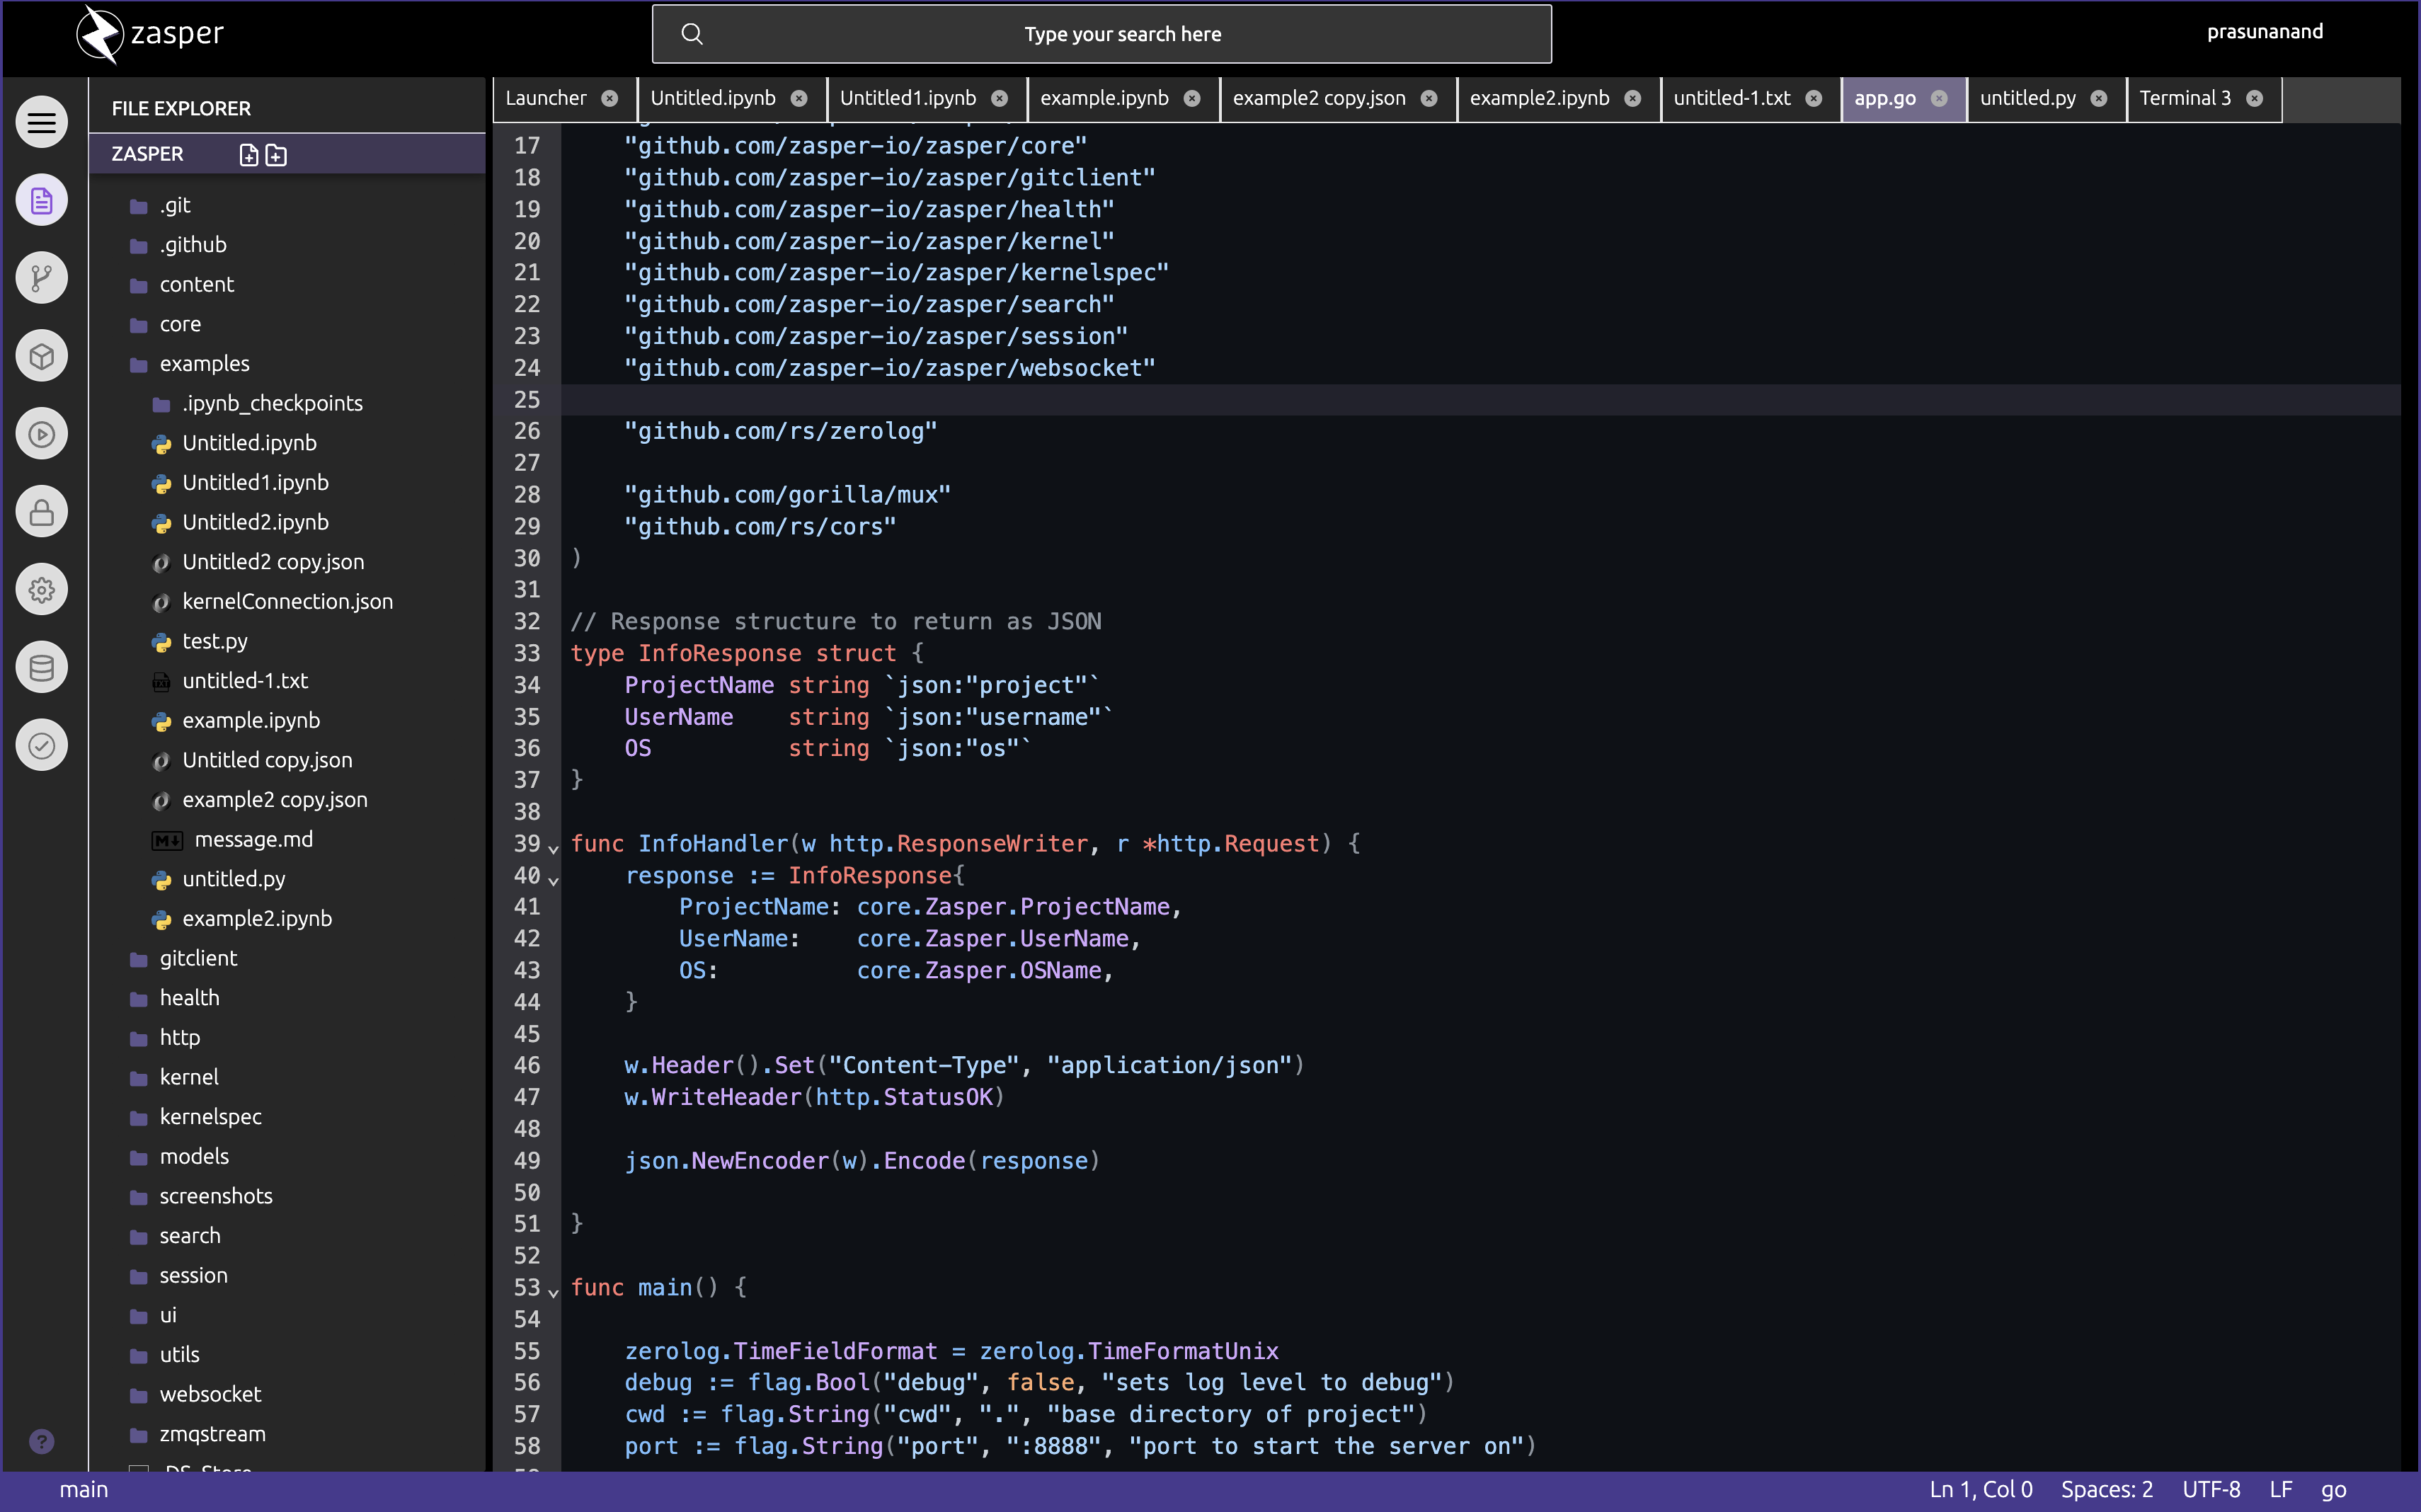 zasper
Type your search here
prasunanand
FILE EXPLORER
ZASPER
.git
.github
content
core
examples
.ipynb_checkpoints
Untitled.ipynb
Untitled1.ipynb
Untitled2.ipynb
Untitled2 copy.json
kernelConnection.json
test.py
untitled-1.txt
example.ipynb
Untitled copy.json
example2 copy.json
message.md
untitled.py
example2.ipynb
gitclient
health
http
kernel
kernelspec
models
screenshots
search
session
ui
utils
websocket
zmqstream
Launcher Untitled.ipynb Untitled1.ipynb example.ipynb example2 copy.json example2.ipynb untitled-1.txt app.go untitled.py Terminal 3
17 "github.com/zasper-io/zasper/core"
18 "github.com/zasper-io/zasper/gitclient"
19 "github.com/zasper-io/zasper/health"
20 "github.com/zasper-io/zasper/kernel"
21 "github.com/zasper-io/zasper/kernelspec"
22 "github.com/zasper-io/zasper/search"
23 "github.com/zasper-io/zasper/session"
24 "github.com/zasper-io/zasper/websocket"
25
26 "github.com/rs/zerolog"
27
28 "github.com/gorilla/mux"
29 "github.com/rs/cors"
30 )
31
32 // Response structure to return as JSON
33 type InfoResponse struct {
34 ProjectName string `json:"project"`
35 UserName string `json:"username"`
36 OS string `json:"os"`
37 }
38
39 func InfoHandler(w http.ResponseWriter, r *http.Request) {
40 response := InfoResponse{
41 ProjectName: core.Zasper.ProjectName,
42 UserName: core.Zasper.UserName,
43 OS: core.Zasper.OSName,
44 }
45
46 w.Header().Set("Content-Type", "application/json")
47 w.WriteHeader(http.StatusOK)
48
49 json.NewEncoder(w).Encode(response)
50
51 }
52
53 func main() {
54
55 zerolog.TimeFieldFormat = zerolog.TimeFormatUnix
56 debug := flag.Bool("debug", false, "sets log level to debug")
57 cwd := flag.String("cwd", ".", "base directory of project")
58 port := flag.String("port", ":8888", "port to start the server on")
main
Ln 1, Col 0 Spaces: 2 UTF-8 LF go